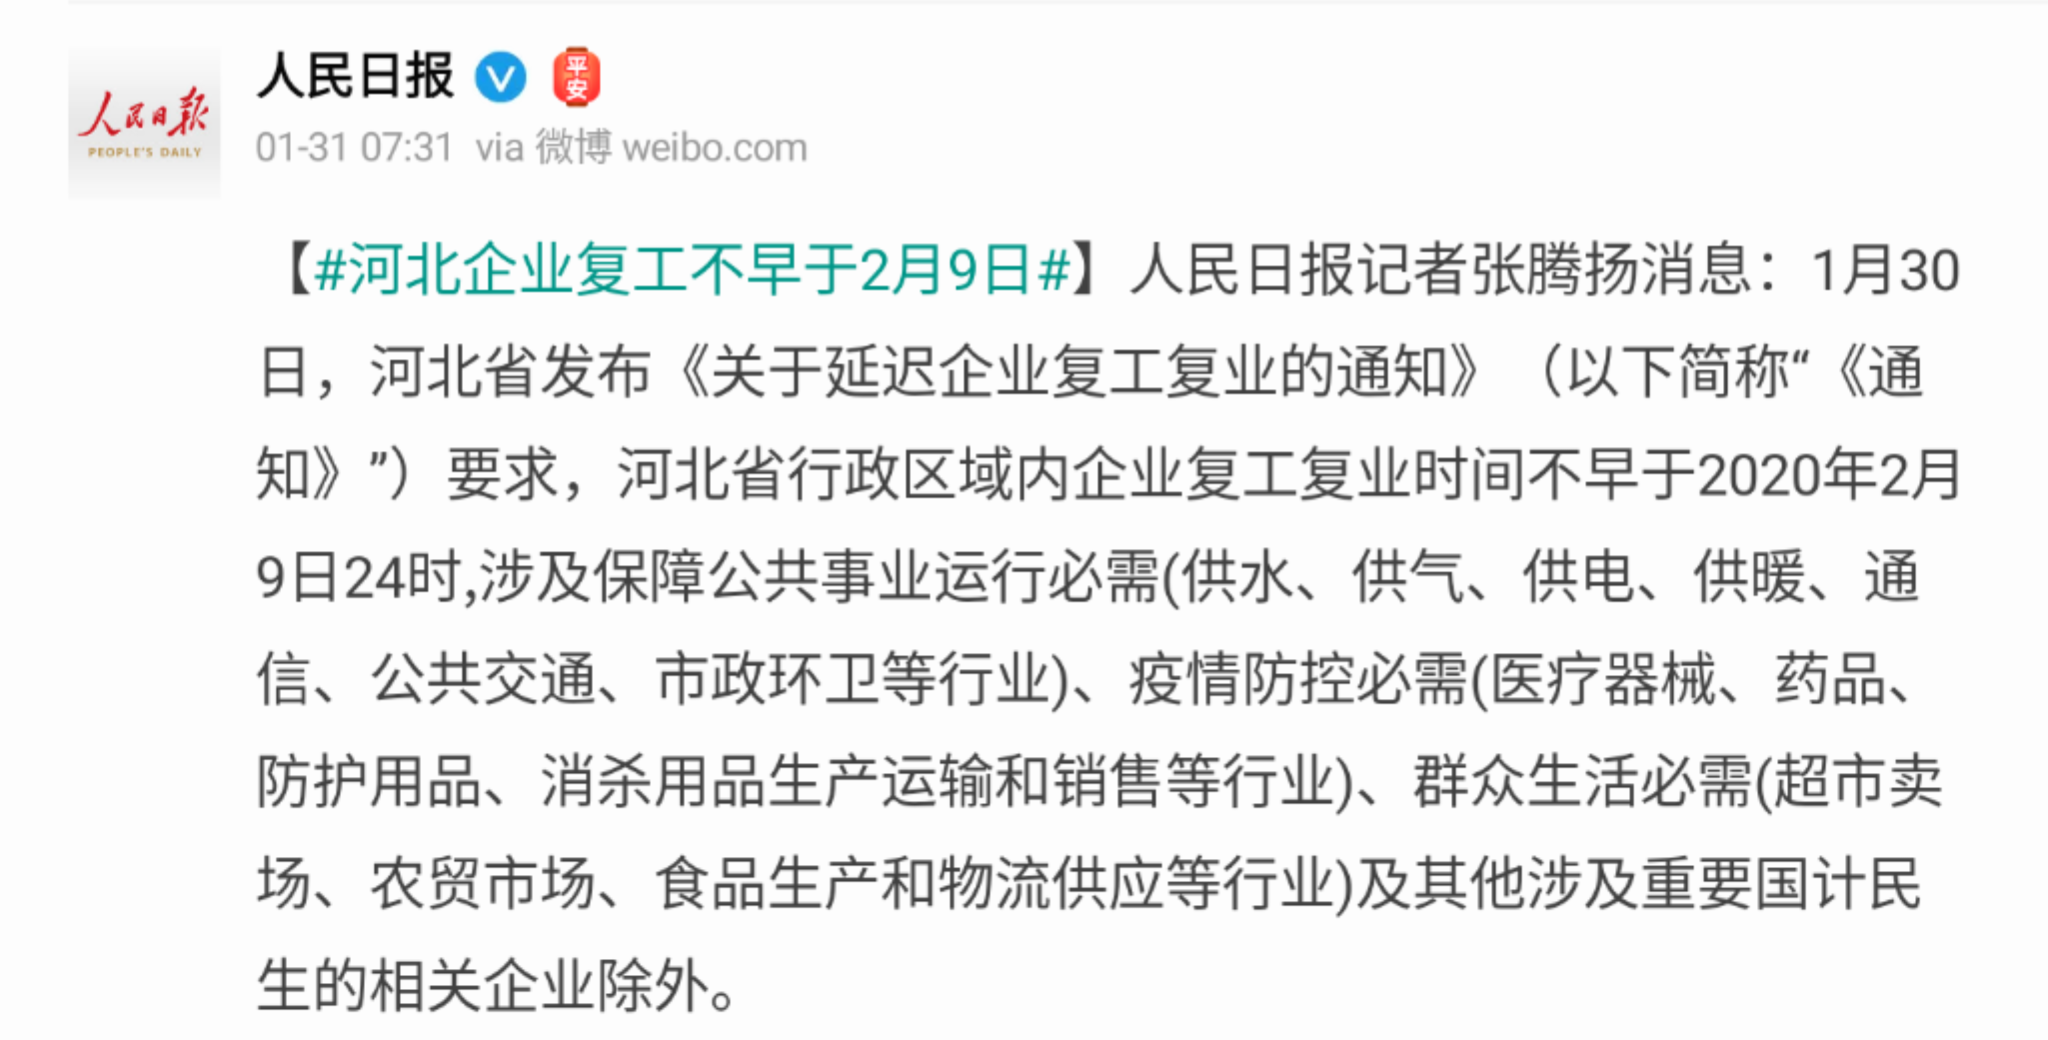 人民日报
平安
人民日报
PEOPLE'S DAILY
01-31 07:31 via 微博 weibo.com
【#河北企业复工不早于2月9日#】人民日报记者张腾扬消息：1月30
日，河北省发布《关于延迟企业复工复业的通知》（以下简称“《通
知》”）要求，河北省行政区域内企业复工复业时间不早于2020年2月
9日24时,涉及保障公共事业运行必需(供水、供气、供电、供暖、通
信、公共交通、市政环卫等行业)、疫情防控必需(医疗器械、药品、
防护用品、消杀用品生产运输和销售等行业)、群众生活必需(超市卖
场、农贸市场、食品生产和物流供应等行业)及其他涉及重要国计民
生的相关企业除外。